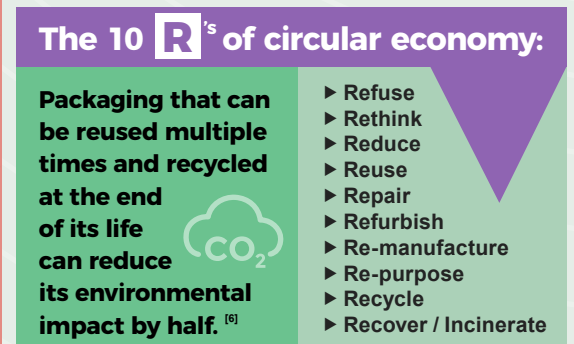 The 10 R's of circular economy:
Packaging that can
be reused multiple
times and recycled
at the end
of its life
can reduce
its environmental
impact by half. [6]
CO2
▶ Refuse
▶ Rethink
▶ Reduce
▶ Reuse
▶ Repair
▶ Refurbish
▶ Re-manufacture
▶ Re-purpose
▶ Recycle
▶ Recover / Incinerate